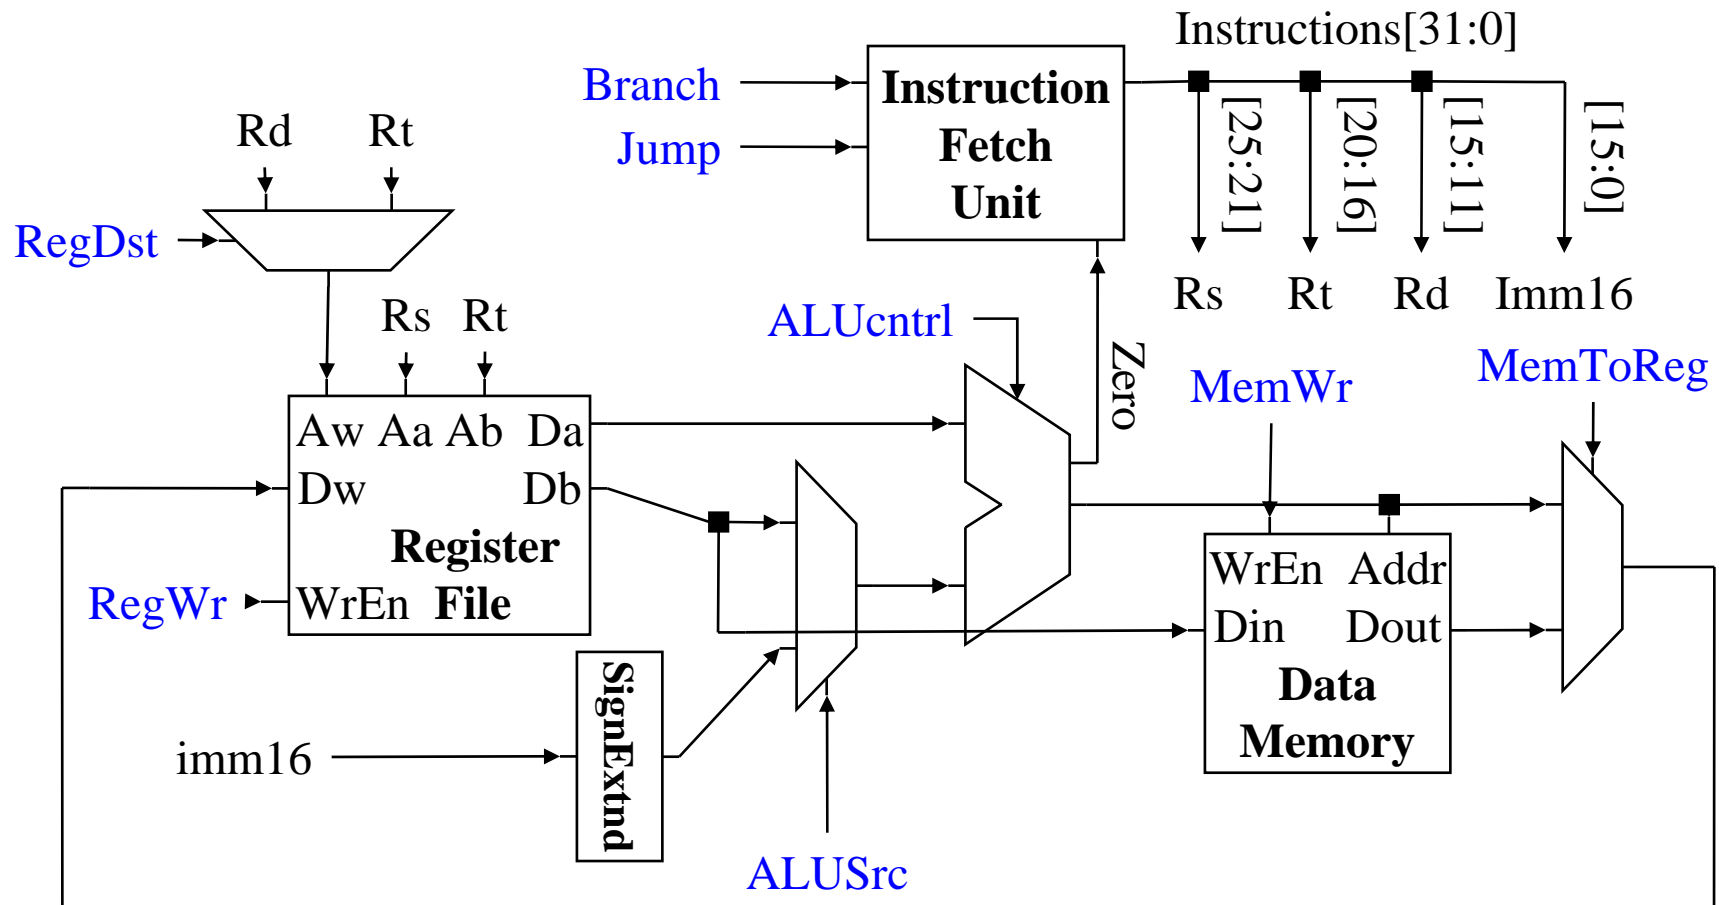 Instructions[31:0]
Branch
Jump
Instruction
Fetch
Unit
[25:21]
[20:16]
[15:11]
[15:0]
Rs
Rt
Rd
Imm16
Rd
Rt
RegDst
Rs
Rt
ALUcntrl
Zero
MemWr
MemToReg
Aw Aa Ab Da
Dw
Db
Register
RegWr
WrEn File
WrEn Addr
Din
Dout
Data
Memory
SignExtnd
imm16
ALUSrc